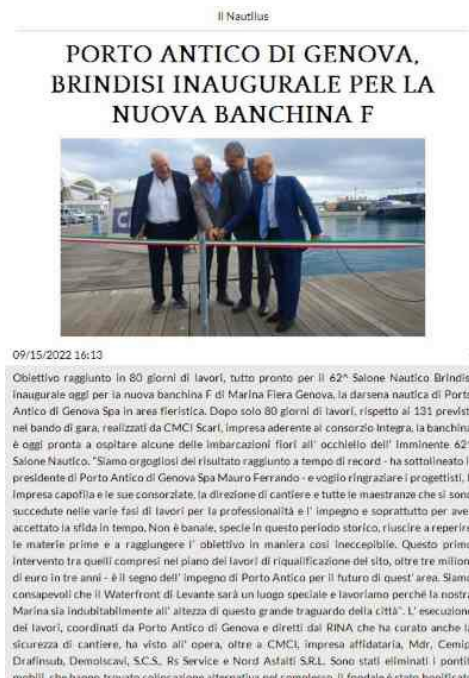 Il Nautilus
PORTO ANTICO DI GENOVA,
BRINDISI INAUGURALE PER LA
NUOVA BANCHINA F
09/15/2022 16:13
Obiettivo raggiunto in 80 giorni di lavori, tutto pronto per il 62^ Salone Nautico Brindisi
inaugurale oggi per la nuova banchina F di Marina Fiera Genova, la darsena nautica di Porto
Antico di Genova Spa in area fieristica. Dopo solo 80 giorni di lavori, rispetto ai 131 previsti
nel bando di gara, realizzati da CMCI Scarl, impresa aderente al consorzio Integra, la banchina
è oggi pronta a ospitare alcune delle imbarcazioni fiori all' occhiello dell' imminente 62^
Salone Nautico. "Siamo orgogliosi del risultato raggiunto a tempo di record - ha sottolineato il
presidente di Porto Antico di Genova Spa Mauro Ferrando - e voglio ringraziare i progettisti, l'
impresa capofila e le sue consorziate, la direzione di cantiere e tutte le maestranze che si sono
succedute nelle varie fasi di lavori per la professionalità e l' impegno e soprattutto per aver
accettato la sfida in tempo. Non è banale, specie in questo periodo storico, riuscire a reperire
le materie prime e a raggiungere l' obiettivo in maniera così ineccepibile. Questo primo
intervento tra quelli compresi nel piano dei lavori di riqualificazione del sito, oltre tre milioni
di euro in tre anni - è il segno dell' impegno di Porto Antico per il futuro di quest' area. Siamo
consapevoli che il Waterfront di Levante sarà un luogo speciale e lavoriamo perché la nostra
Marina sia indubitabilmente all' altezza di questo grande traguardo della città". L' esecuzione
dei lavori, coordinati da Porto Antico di Genova e diretti dal RINA che ha curato anche la
sicurezza di cantiere, ha visto all' opera, oltre a CMCI, impresa affidataria, Mdr, Cemip,
Drafinsub, Demolscavi, S.C.S., Rs Service e Nord Asfalti S.R.L. Sono stati eliminati i pontili
mobili, che hanno trovato collocazione alternativa nel complesso, il fondale è stato bonificato